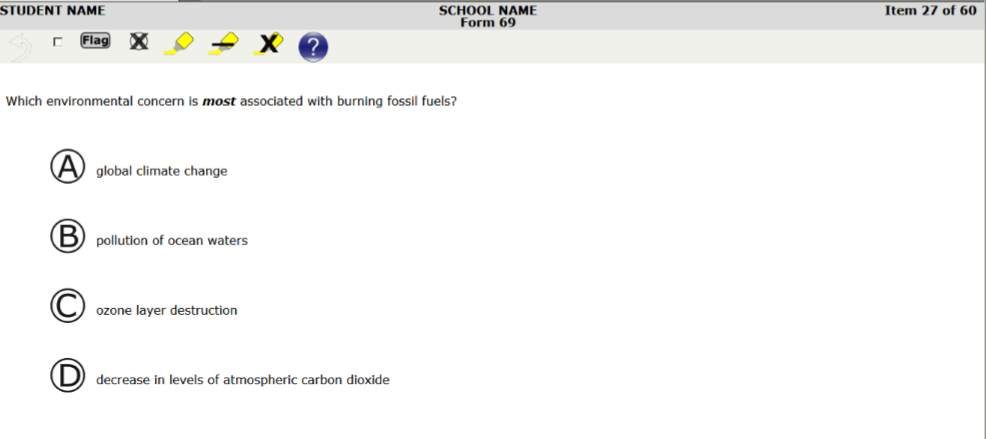 STUDENT NAME SCHOOL NAME Item 27 of 60
Form 69
Flag X X ?
Which environmental concern is most associated with burning fossil fuels?
A global climate change
B pollution of ocean waters
C ozone layer destruction
D decrease in levels of atmospheric carbon dioxide